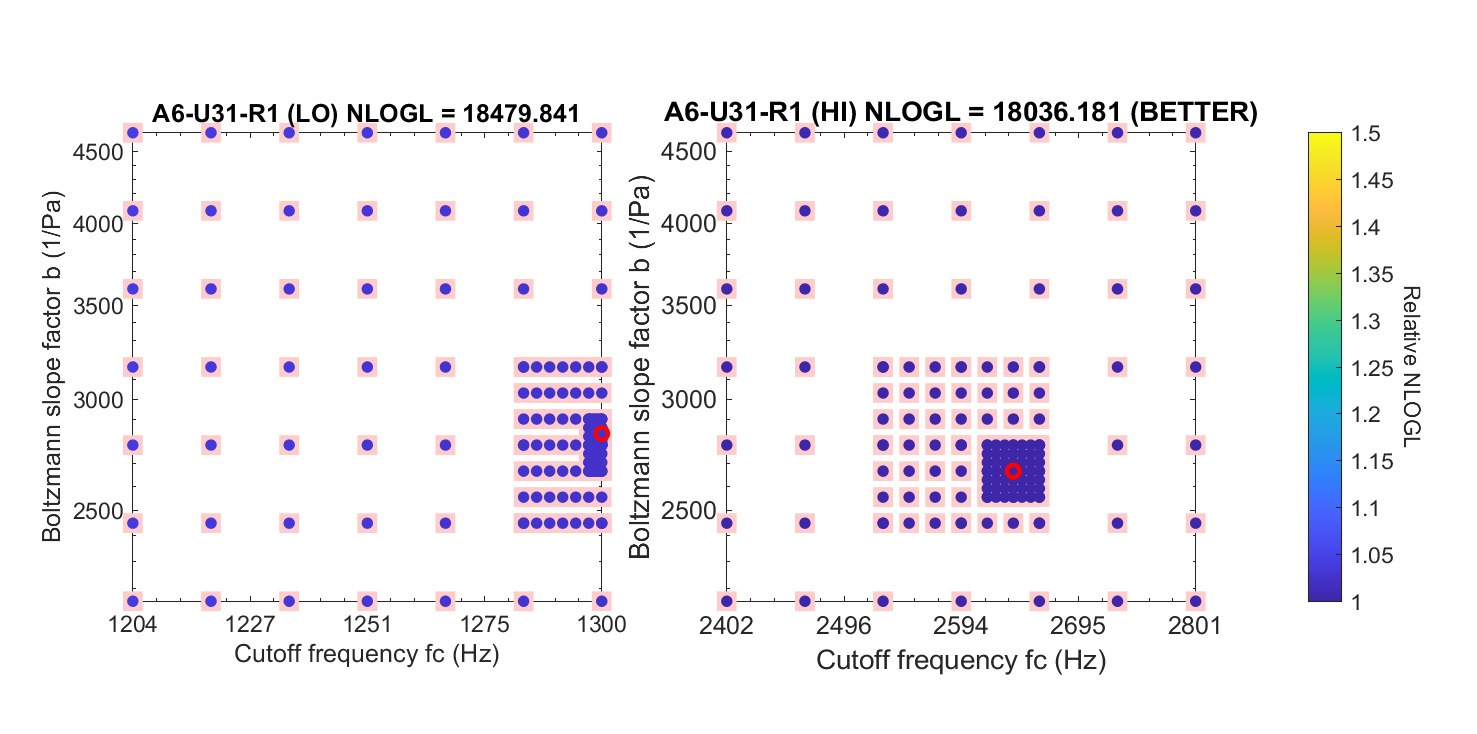 A6-U31-R1 (LO) NLOGL = 18479.841
4500
4000
3500
3000
2500
Boltzmann slope factor b (1/Pa)
1204 1227 1251 1275 1300
Cutoff frequency fc (Hz)
A6-U31-R1 (HI) NLOGL = 18036.181 (BETTER)
4500
4000
3500
3000
2500
Boltzmann slope factor b (1/Pa)
2402 2496 2594 2695 2801
Cutoff frequency fc (Hz)
1.5
1.45
1.4
1.35
1.3
1.25
1.2
1.15
1.1
1.05
1
Relative NLOGL